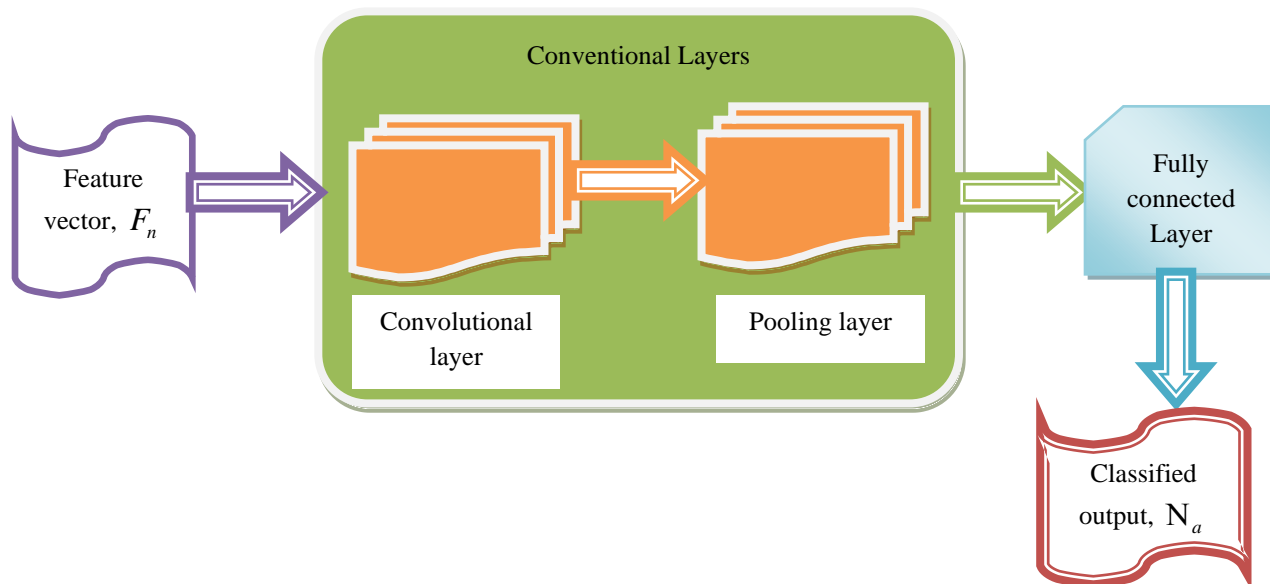 Conventional Layers
Feature
vector, Fₙ
Convolutional
layer
Pooling layer
Fully
connected
Layer
Classified
output, Nₐ